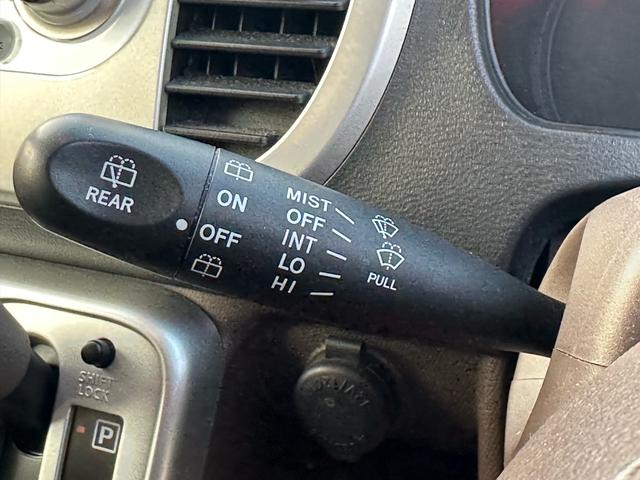 REAR
ON
OFF
MIST
OFF
INT
LO
HI
PULL
SHIFT
LOCK
P